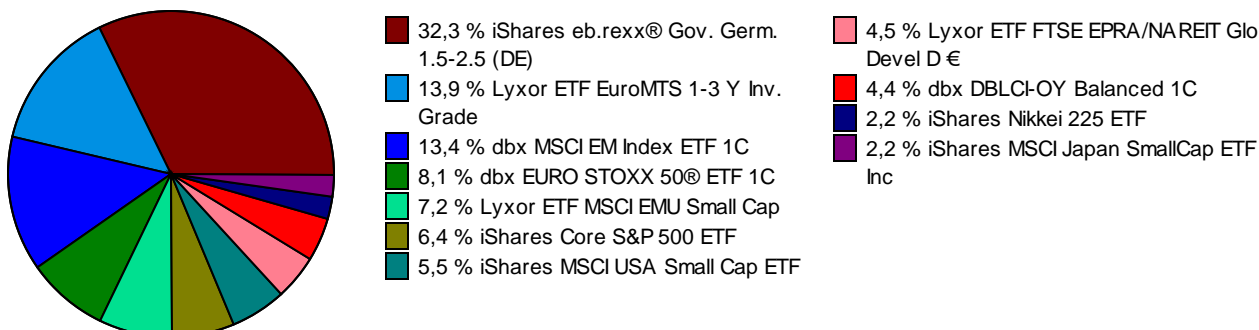 32,3 % iShares eb.rexx® Gov. Germ.
1.5-2.5 (DE)
13,9 % Lyxor ETF EuroMTS 1-3 Y Inv.
Grade
13,4 % dbx MSCI EM Index ETF 1C
8,1 % dbx EURO STOXX 50® ETF 1C
7,2 % Lyxor ETF MSCI EMU Small Cap
6,4 % iShares Core S&P 500 ETF
5,5 % iShares MSCI USA Small Cap ETF
4,5 % Lyxor ETF FTSE EPRA/NAREIT Glo
Devel D €
4,4 % dbx DBLCI-OY Balanced 1C
2,2 % iShares Nikkei 225 ETF
2,2 % iShares MSCI Japan SmallCap ETF
Inc